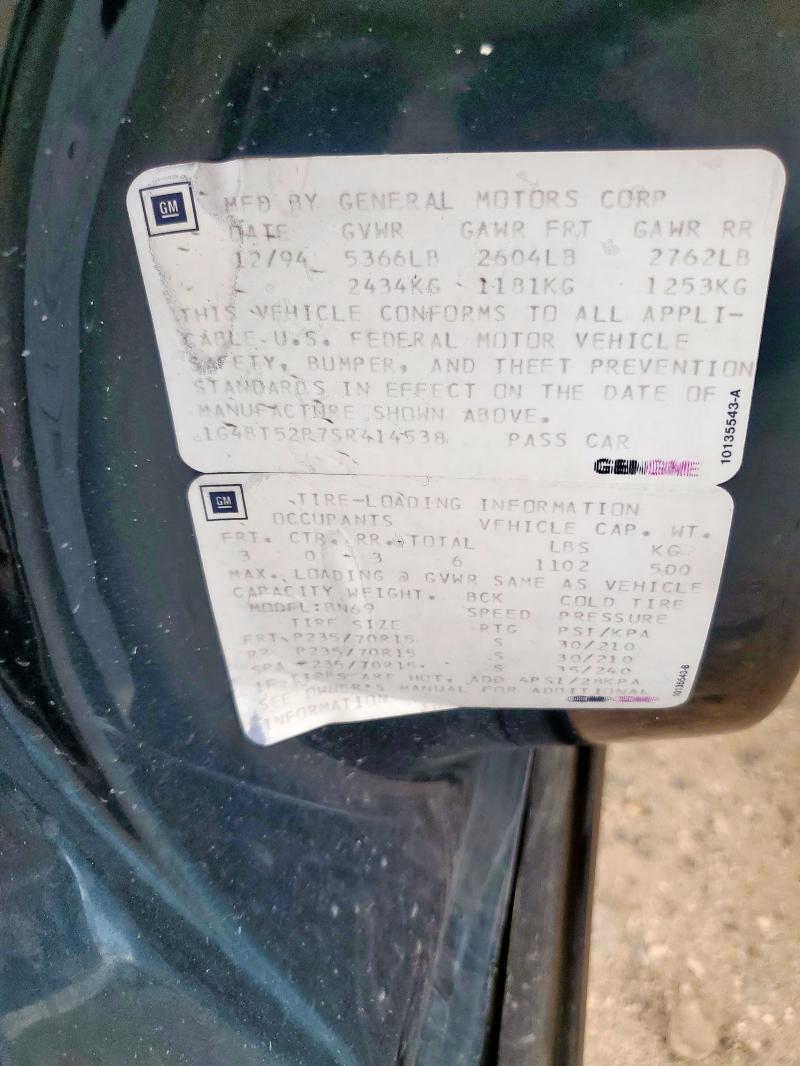 GM MFD BY GENERAL MOTORS CORP
DATE GVWR GAWR FRT GAWR RR
12/94 5366LB 2604LB 2762LB
2434KG 1181KG 1253KG
THIS VEHICLE CONFORMS TO ALL APPLI-
CABLE U.S. FEDERAL MOTOR VEHICLE
SAFETY, BUMPER, AND THEFT PREVENTION
STANDARDS IN EFFECT ON THE DATE OF
MANUFACTURE SHOWN ABOVE.
PASS CAR
10135543-A
GM TIRE-LOADING INFORMATION
OCCUPANTS VEHICLE CAP. WT.
FRT. CTR. RR. TOTAL LBS KG
3 0 3 6 1102 500
MAX. LOADING @ GVWR SAME AS VEHICLE
CAPACITY WEIGHT. BCK COLD TIRE
MODEL:BN69 SPEED PRESSURE
TIRE SIZE RTG PSI/KPA
FRT P235/70R15 S 30/210
RR P235/70R15 S 30/210
SPA P235/70R15 S 35/240
IF TIRES ARE HOT, ADD 4PSI/28KPA
SEE OWNER'S MANUAL FOR ADDITIONAL
INFORMATION
10135543-B